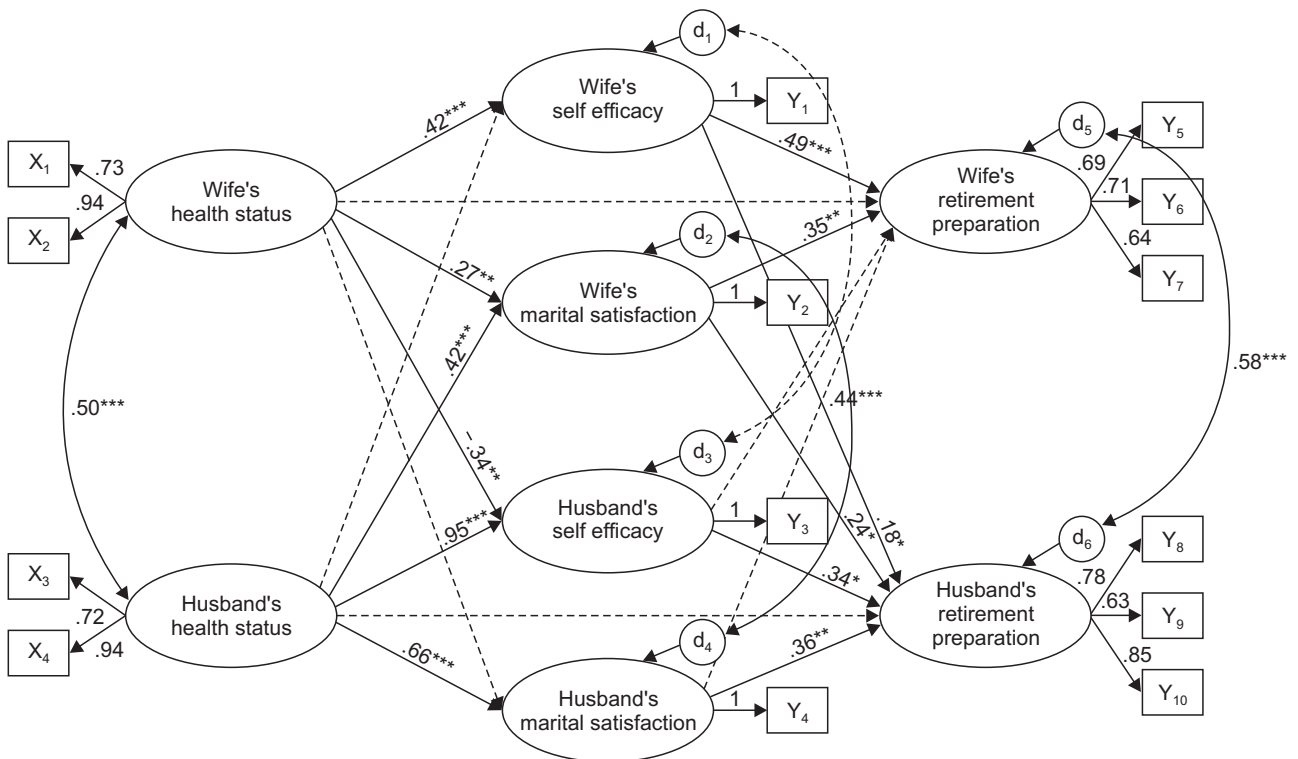 d1
Wife's
self efficacy
1
Y1
.42***
.49***
d5
Y5
.69
X1
.73
.94
X2
Wife's
health status
Wife's
retirement
preparation
.71
Y6
.64
Y7
d2
.35**
.27**
Wife's
marital satisfaction
1
Y2
.42***
.58***
.50***
.44***
–.34**
d3
Husband's
self efficacy
1
Y3
.95***
.24*
.18*
.34*
d6
Y8
.78
X3
.72
.94
X4
Husband's
health status
Husband's
retirement
preparation
.63
Y9
.85
Y10
d4
.36**
.66***
Husband's
marital satisfaction
1
Y4